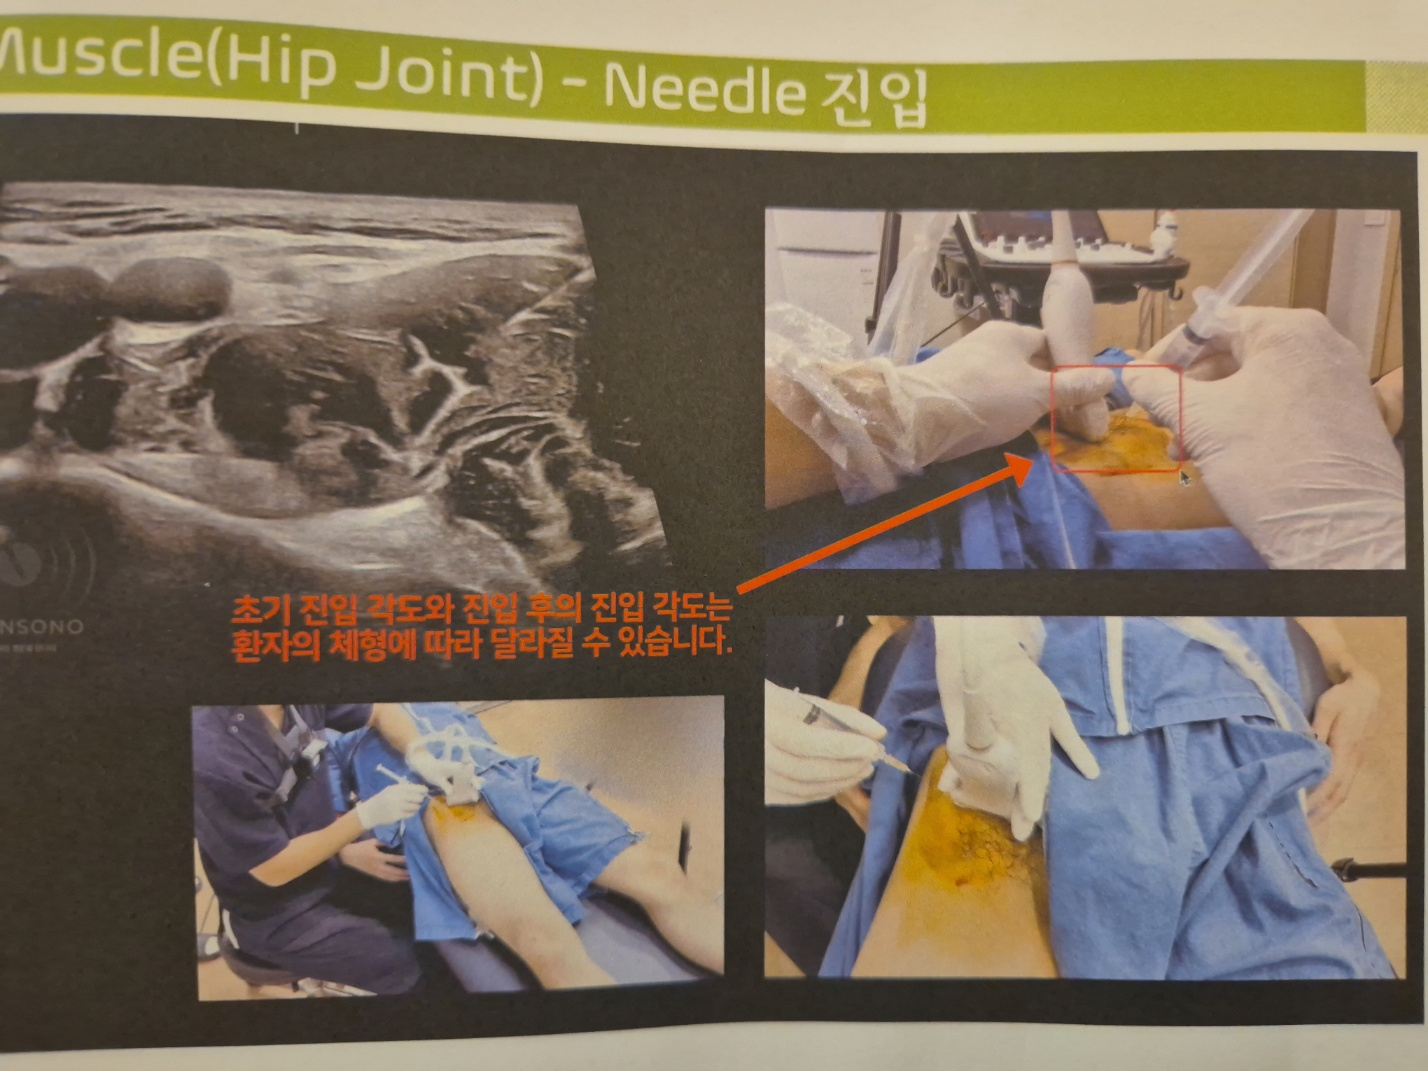 Muscle(Hip Joint) - Needle 진입
초기 진입 각도와 진입 후의 진입 각도는
환자의 체형에 따라 달라질 수 있습니다.
NSONO